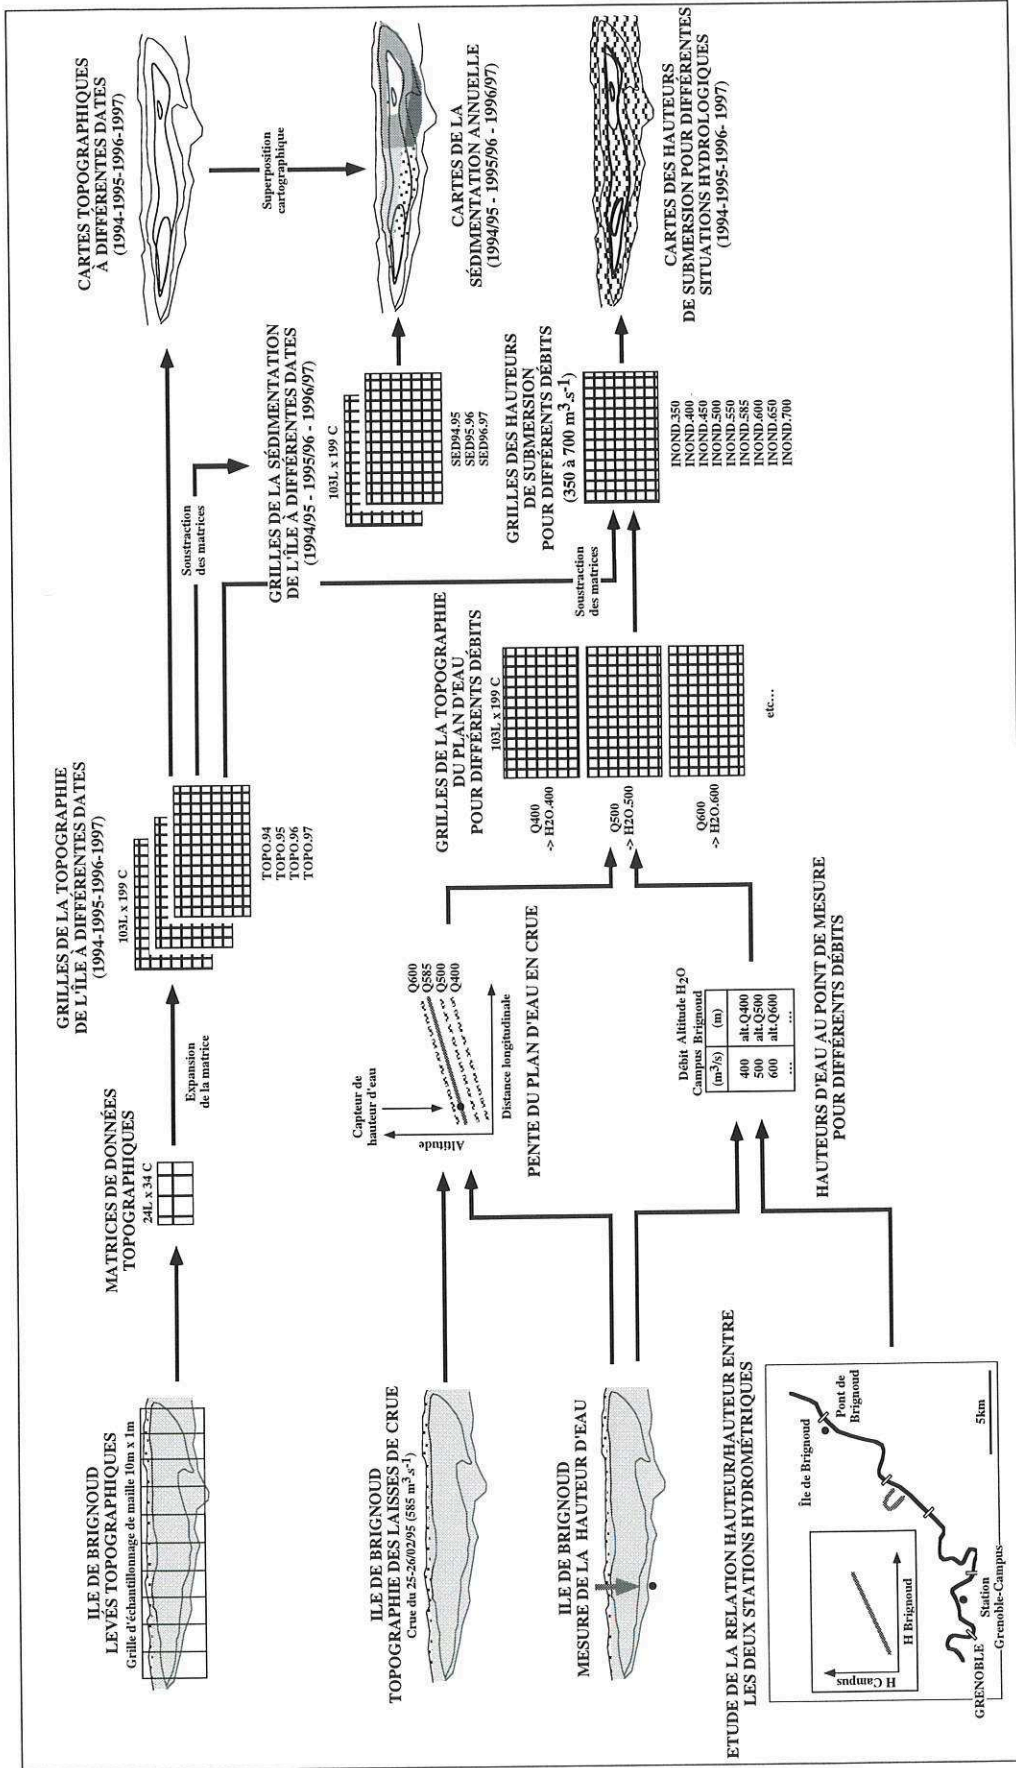 ILE DE BRIGNOUD
LEVÉS TOPOGRAPHIQUES
Grille d'échantillonnage de maille 10m x 1m
MATRICES DE DONNÉES
TOPOGRAPHIQUES
24L x 34 C
Expansion
de la matrice
GRILLES DE LA TOPOGRAPHIE
DE L'ÎLE À DIFFÉRENTES DATES
(1994-1995-1996-1997)
103L x 199 C
TOPO.94
TOPO.95
TOPO.96
TOPO.97
Soustraction
des matrices
CARTES TOPOGRAPHIQUES
À DIFFÉRENTES DATES
(1994-1995-1996-1997)
Superposition
cartographique
GRILLES DE LA SÉDIMENTATION
DE L'ÎLE À DIFFÉRENTES DATES
(1994/95 - 1995/96 - 1996/97)
103L x 199 C
SED94.95
SED95.96
SED96.97
CARTES DE LA
SÉDIMENTATION ANNUELLE
(1994/95 - 1995/96 - 1996/97)
ILE DE BRIGNOUD
TOPOGRAPHIE DES LAISSES DE CRUE
Crue du 25-26/02/95 (585 m³.s-¹)
Capteur de
hauteur d'eau
Altitude
Q600
Q585
Q500
Q400
Distance longitudinale
PENTE DU PLAN D'EAU EN CRUE
GRILLES DE LA TOPOGRAPHIE
DU PLAN D'EAU
POUR DIFFÉRENTS DÉBITS
103L x 199 C
Q400
-> H2O.400
Q500
-> H2O.500
Q600
-> H2O.600
etc...
Soustraction
des matrices
GRILLES DES HAUTEURS
DE SUBMERSION
POUR DIFFÉRENTS DÉBITS
(350 à 700 m³.s-¹)
INOND.350
INOND.400
INOND.450
INOND.500
INOND.550
INOND.585
INOND.600
INOND.650
INOND.700
CARTES DES HAUTEURS
DE SUBMERSION POUR DIFFÉRENTES
SITUATIONS HYDROLOGIQUES
(1994-1995-1996- 1997)
ILE DE BRIGNOUD
MESURE DE LA HAUTEUR D'EAU
Débit Altitude H2O
Campus Brignoud
(m³/s) (m)
400 alt.Q400
500 alt.Q500
600 alt.Q600
... ...
HAUTEURS D'EAU AU POINT DE MESURE
POUR DIFFÉRENTS DÉBITS
ETUDE DE LA RELATION HAUTEUR/HAUTEUR ENTRE
LES DEUX STATIONS HYDROMÉTRIQUES
H Campus
H Brignoud
Île de Brignoud
Pont de
Brignoud
GRENOBLE
Station
Grenoble-Campus
5km